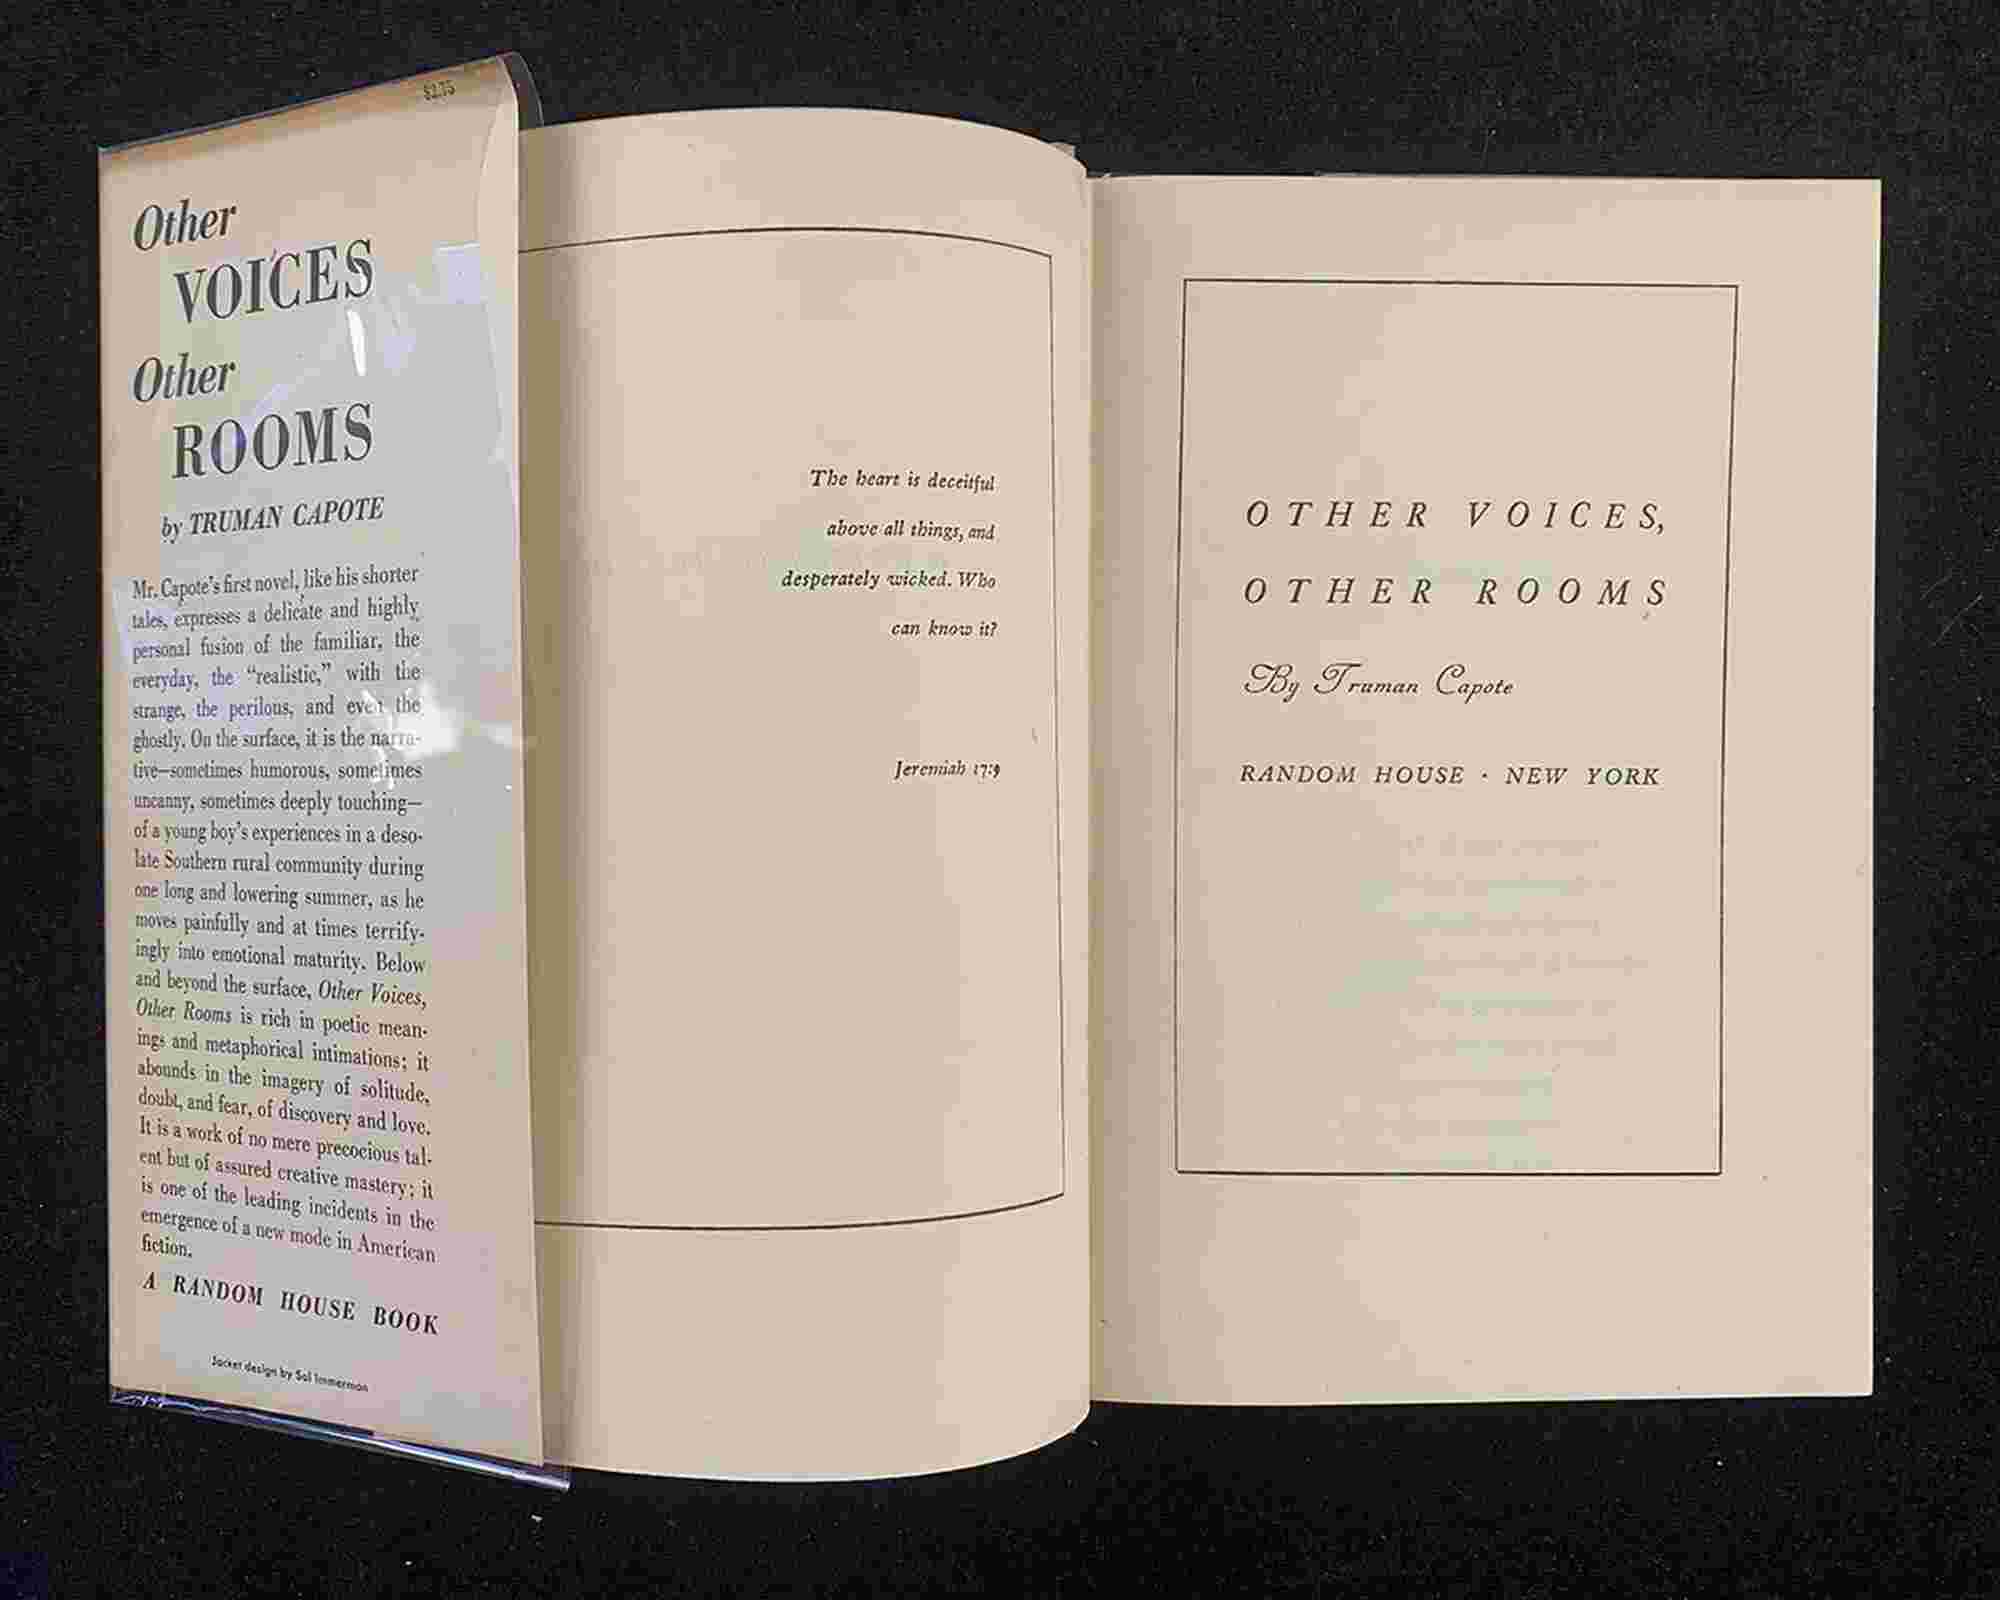 $2.75
Other
VOICES
Other
ROOMS
by TRUMAN CAPOTE
Mr. Capote's first novel, like his shorter
tales, expresses a delicate and highly
personal fusion of the familiar, the
everyday, the “realistic,” with the
strange, the perilous, and even the
ghostly. On the surface, it is the narra-
tive—sometimes humorous, sometimes
uncanny, sometimes deeply touching—
of a young boy's experiences in a deso-
late Southern rural community during
one long and lowering summer, as he
moves painfully and at times terrify-
ingly into emotional maturity. Below
and beyond the surface, Other Voices,
Other Rooms is rich in poetic mean-
ings and metaphorical intimations; it
abounds in the imagery of solitude,
doubt, and fear, of discovery and love.
It is a work of no mere precocious tal-
ent but of assured creative mastery; it
is one of the leading incidents in the
emergence of a new mode in American
fiction.
A RANDOM HOUSE BOOK
Jacket design by Sol Immerman
The heart is deceitful
above all things, and
desperately wicked. Who
can know it?
Jeremiah 17:9
OTHER VOICES,
OTHER ROOMS
By Truman Capote
RANDOM HOUSE · NEW YORK